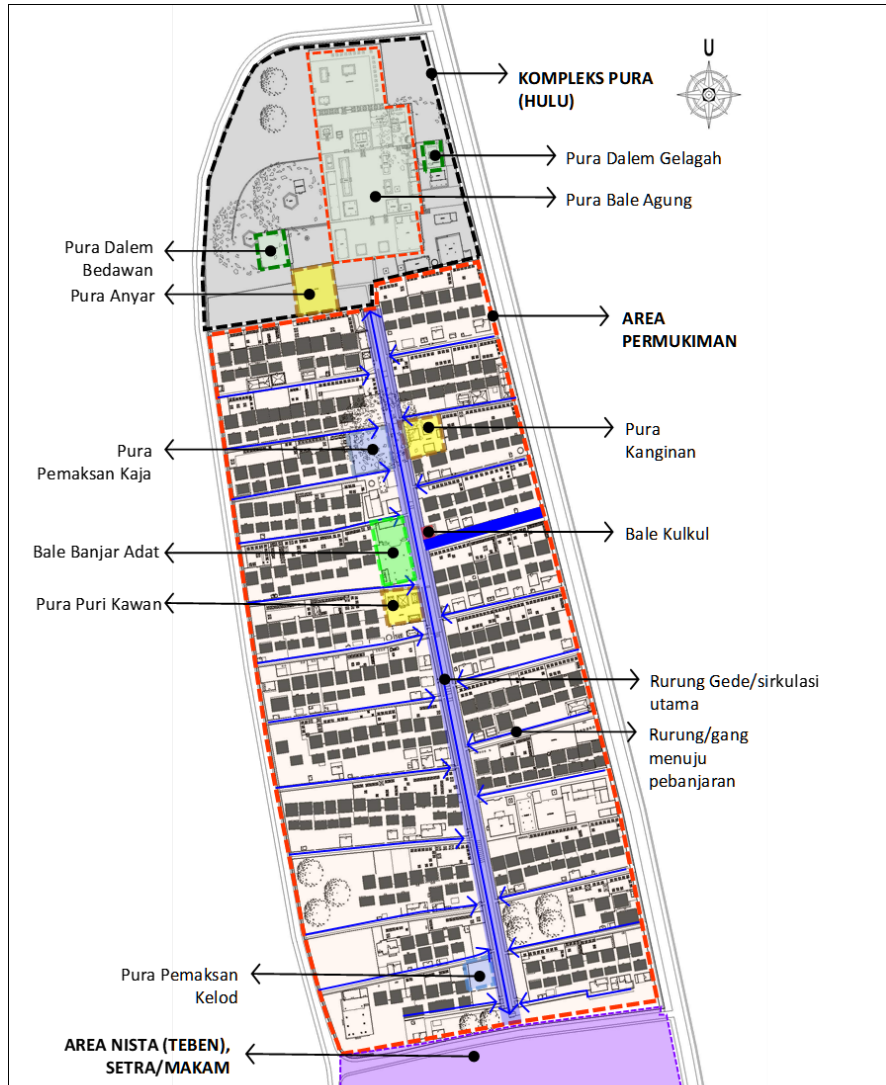 U
KOMPLEKS PURA
(HULU)
Pura Dalem Gelagah
Pura Bale Agung
Pura Dalem
Bedawan
Pura Anyar
AREA
PERMUKIMAN
Pura
Kanginan
Pura
Pemaksan Kaja
Bale Kulkul
Bale Banjar Adat
Pura Puri Kawan
Rurung Gede/sirkulasi
utama
Rurung/gang
menuju
pebanjaran
Pura Pemaksan
Kelod
AREA NISTA (TEBEN),
SETRA/MAKAM